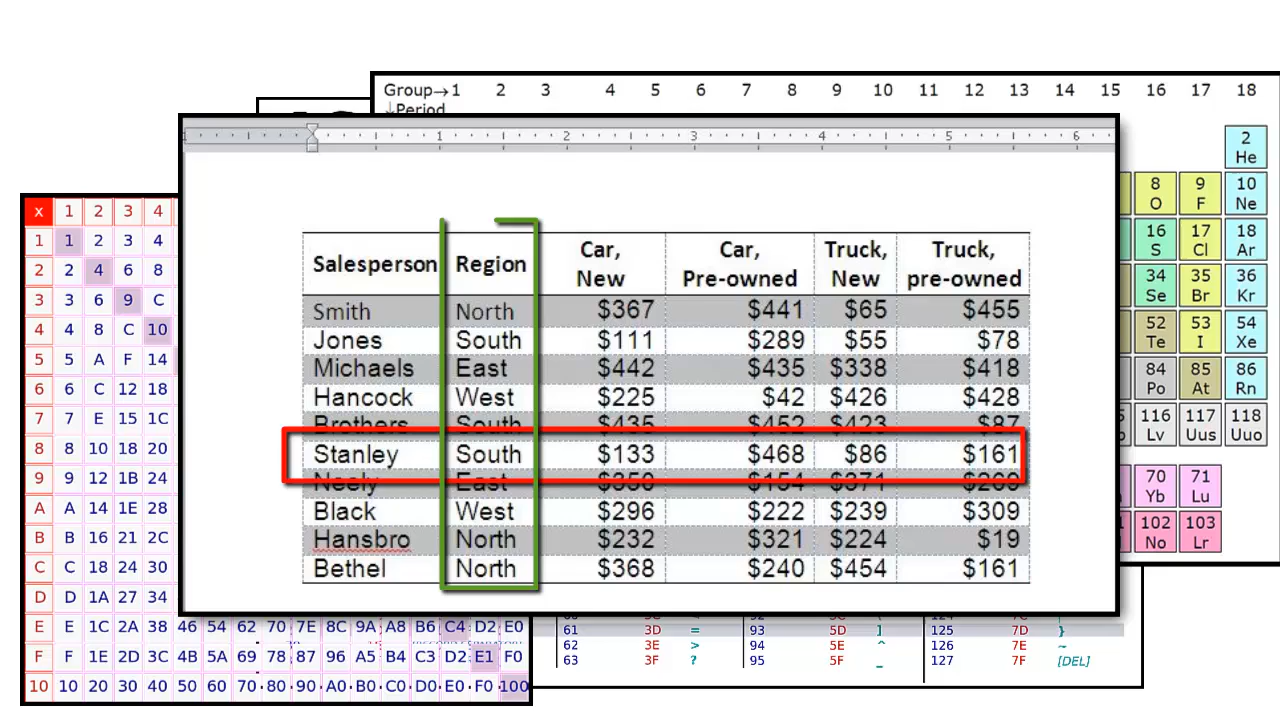 Group→1 2 3 4 5 6 7 8 9 10 11 12 13 14 15 16 17 18
↓Period
2
He
8 9 10
O F Ne
16 17 18
S Cl Ar
34 35 36
Se Br Kr
52 53 54
Te I Xe
84 85 86
Po At Rn
116 117 118
Lv Uus Uuo
70 71
Yb Lu
102 103
No Lr
1 2 3 4 5 6
Salesperson Region Car, New Car, Pre-owned Truck, New Truck, pre-owned
Smith North $367 $441 $65 $455
Jones South $111 $289 $55 $78
Michaels East $442 $435 $338 $418
Hancock West $225 $42 $426 $428
Brothers South $435 $452 $423 $87
Stanley South $133 $468 $86 $161
Neely East $350 $154 $371 $269
Black West $296 $222 $239 $309
Hansbro North $232 $321 $224 $19
Bethel North $368 $240 $454 $161
x 1 2 3 4
1 1 2 3 4
2 2 4 6 8
3 3 6 9 C
4 4 8 C 10
5 5 A F 14
6 6 C 12 18
7 7 E 15 1C
8 8 10 18 20
9 9 12 1B 24
A A 14 1E 28
B B 16 21 2C
C C 18 24 30
D D 1A 27 34
E E 1C 2A 38 46 54 62 70 7E 8C 9A A8 B6 C4 D2 E0
F F 1E 2D 3C 4B 5A 69 78 87 96 A5 B4 C3 D2 E1 F0
10 10 20 30 40 50 60 70 80 90 A0 B0 C0 D0 E0 F0 100
61 3D = 93 5D ] 125 7D }
62 3E > 94 5E ^ 126 7E ~
63 3F ? 95 5F _ 127 7F [DEL]